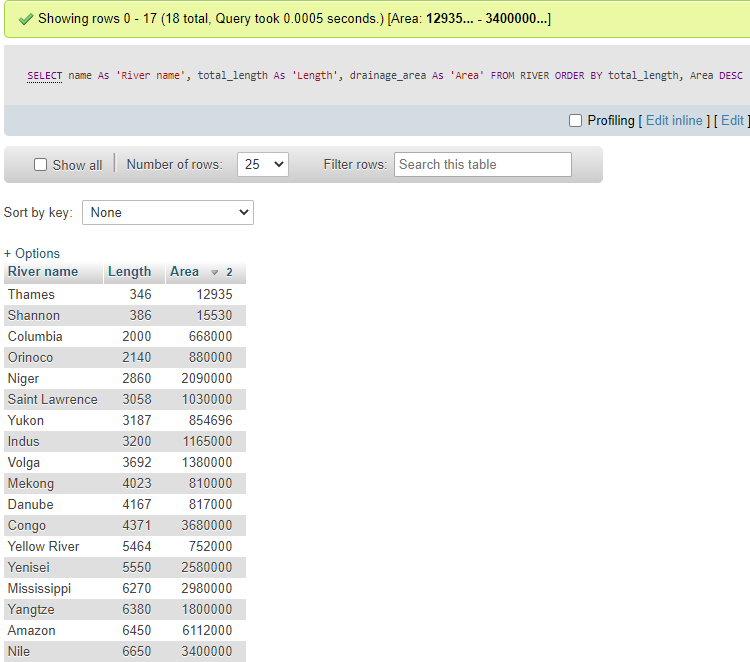 Showing rows 0 - 17 (18 total, Query took 0.0005 seconds.) [Area: 12935... - 3400000...]
SELECT name As 'River name', total_length As 'Length', drainage_area As 'Area' FROM RIVER ORDER BY total_length, Area DESC
Profiling [ Edit inline ] [ Edit ]
Show all Number of rows: 25 Filter rows: Search this table
Sort by key: None
+ Options
River name Length Area 2
Thames 346 12935
Shannon 386 15530
Columbia 2000 668000
Orinoco 2140 880000
Niger 2860 2090000
Saint Lawrence 3058 1030000
Yukon 3187 854696
Indus 3200 1165000
Volga 3692 1380000
Mekong 4023 810000
Danube 4167 817000
Congo 4371 3680000
Yellow River 5464 752000
Yenisei 5550 2580000
Mississippi 6270 2980000
Yangtze 6380 1800000
Amazon 6450 6112000
Nile 6650 3400000